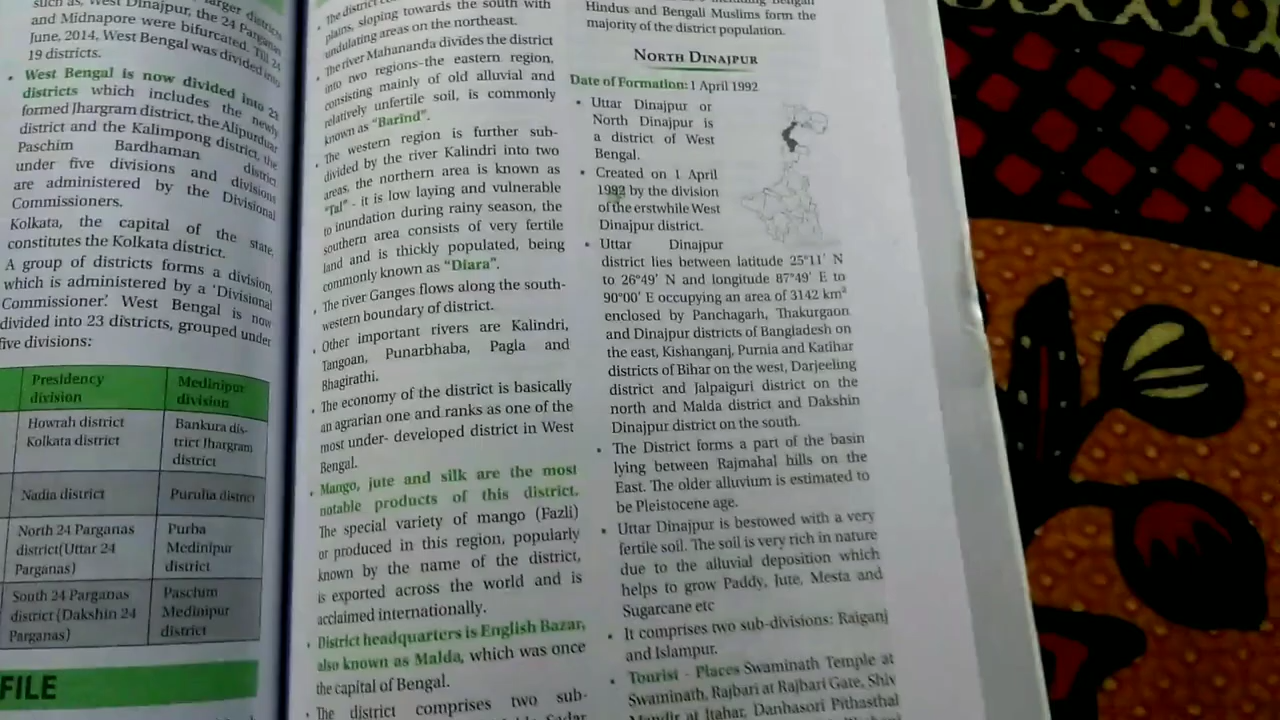 such as, West Dinajpur, the 24 Parganas
and Midnapore were bifurcated. Till 24
June, 2014, West Bengal was divided into
19 districts.
• West Bengal is now divided into 23
districts which includes the newly
formed Jhargram district, the Alipurduar
district and the Kalimpong district, the
Paschim Bardhaman district
under five divisions and divisions
are administered by the Divisional
Commissioners.
Kolkata, the capital of the state,
constitutes the Kolkata district.
A group of districts forms a division,
which is administered by a 'Divisional
Commissioner'. West Bengal is now
divided into 23 districts, grouped under
five divisions:
Presidency division
Medinipur division
Howrah district
Kolkata district
Bankura dis-
trict Jhargram
district
Nadia district
Purulia district
North 24 Parganas
district(Uttar 24
Parganas)
Purba
Medinipur
district
South 24 Parganas
district (Dakshin 24
Parganas)
Paschim
Medinipur
district
FILE
• The district
plains, sloping towards the south with
undulating areas on the northeast.
• The river Mahananda divides the district
into two regions-the eastern region,
consisting mainly of old alluvial and
relatively unfertile soil, is commonly
known as “Barind”.
• The western region is further sub-
divided by the river Kalindri into two
areas, the northern area is known as
“Tal” - it is low laying and vulnerable
to inundation during rainy season, the
southern area consists of very fertile
land and is thickly populated, being
commonly known as “Diara”.
• The river Ganges flows along the south-
western boundary of district.
• Other important rivers are Kalindri,
Tangoan, Punarbhaba, Pagla and
Bhagirathi.
• The economy of the district is basically
an agrarian one and ranks as one of the
most under- developed district in West
Bengal.
• Mango, jute and silk are the most
notable products of this district.
The special variety of mango (Fazli)
or produced in this region, popularly
known by the name of the district,
is exported across the world and is
acclaimed internationally.
• District headquarters is English Bazar,
also known as Malda, which was once
the capital of Bengal.
• The district comprises two sub-
Sadar
Hindus and Bengali Muslims form the
majority of the district population.
NORTH DINAJPUR
Date of Formation: 1 April 1992
• Uttar Dinajpur or
North Dinajpur is
a district of West
Bengal.
• Created on 1 April
1992 by the division
of the erstwhile West
Dinajpur district.
• Uttar Dinajpur
district lies between latitude 25°11' N
to 26°49' N and longitude 87°49' E to
90°00' E occupying an area of 3142 km²
enclosed by Panchagarh, Thakurgaon
and Dinajpur districts of Bangladesh on
the east, Kishanganj, Purnia and Katihar
districts of Bihar on the west, Darjeeling
district and Jalpaiguri district on the
north and Malda district and Dakshin
Dinajpur district on the south.
• The District forms a part of the basin
lying between Rajmahal hills on the
East. The older alluvium is estimated to
be Pleistocene age.
• Uttar Dinajpur is bestowed with a very
fertile soil. The soil is very rich in nature
due to the alluvial deposition which
helps to grow Paddy, Jute, Mesta and
Sugarcane etc
• It comprises two sub-divisions: Raiganj
and Islampur.
• Tourist - Places Swaminath Temple at
Swaminath, Rajbari at Rajbari Gate, Shiv
Mandir at Itahar, Danhasori Pithasthal